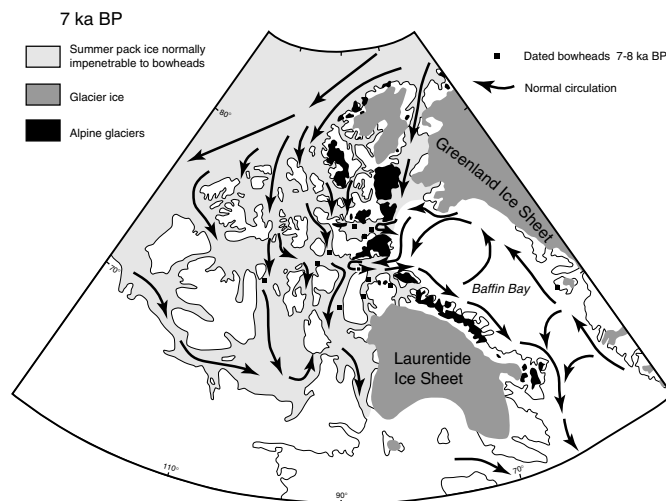 7 ka BP
Summer pack ice normally
impenetrable to bowheads
Glacier ice
Alpine glaciers
Dated bowheads 7-8 ka BP
Normal circulation
80°
Greenland Ice Sheet
70°
Baffin Bay
Laurentide
Ice Sheet
110°
90°
70°